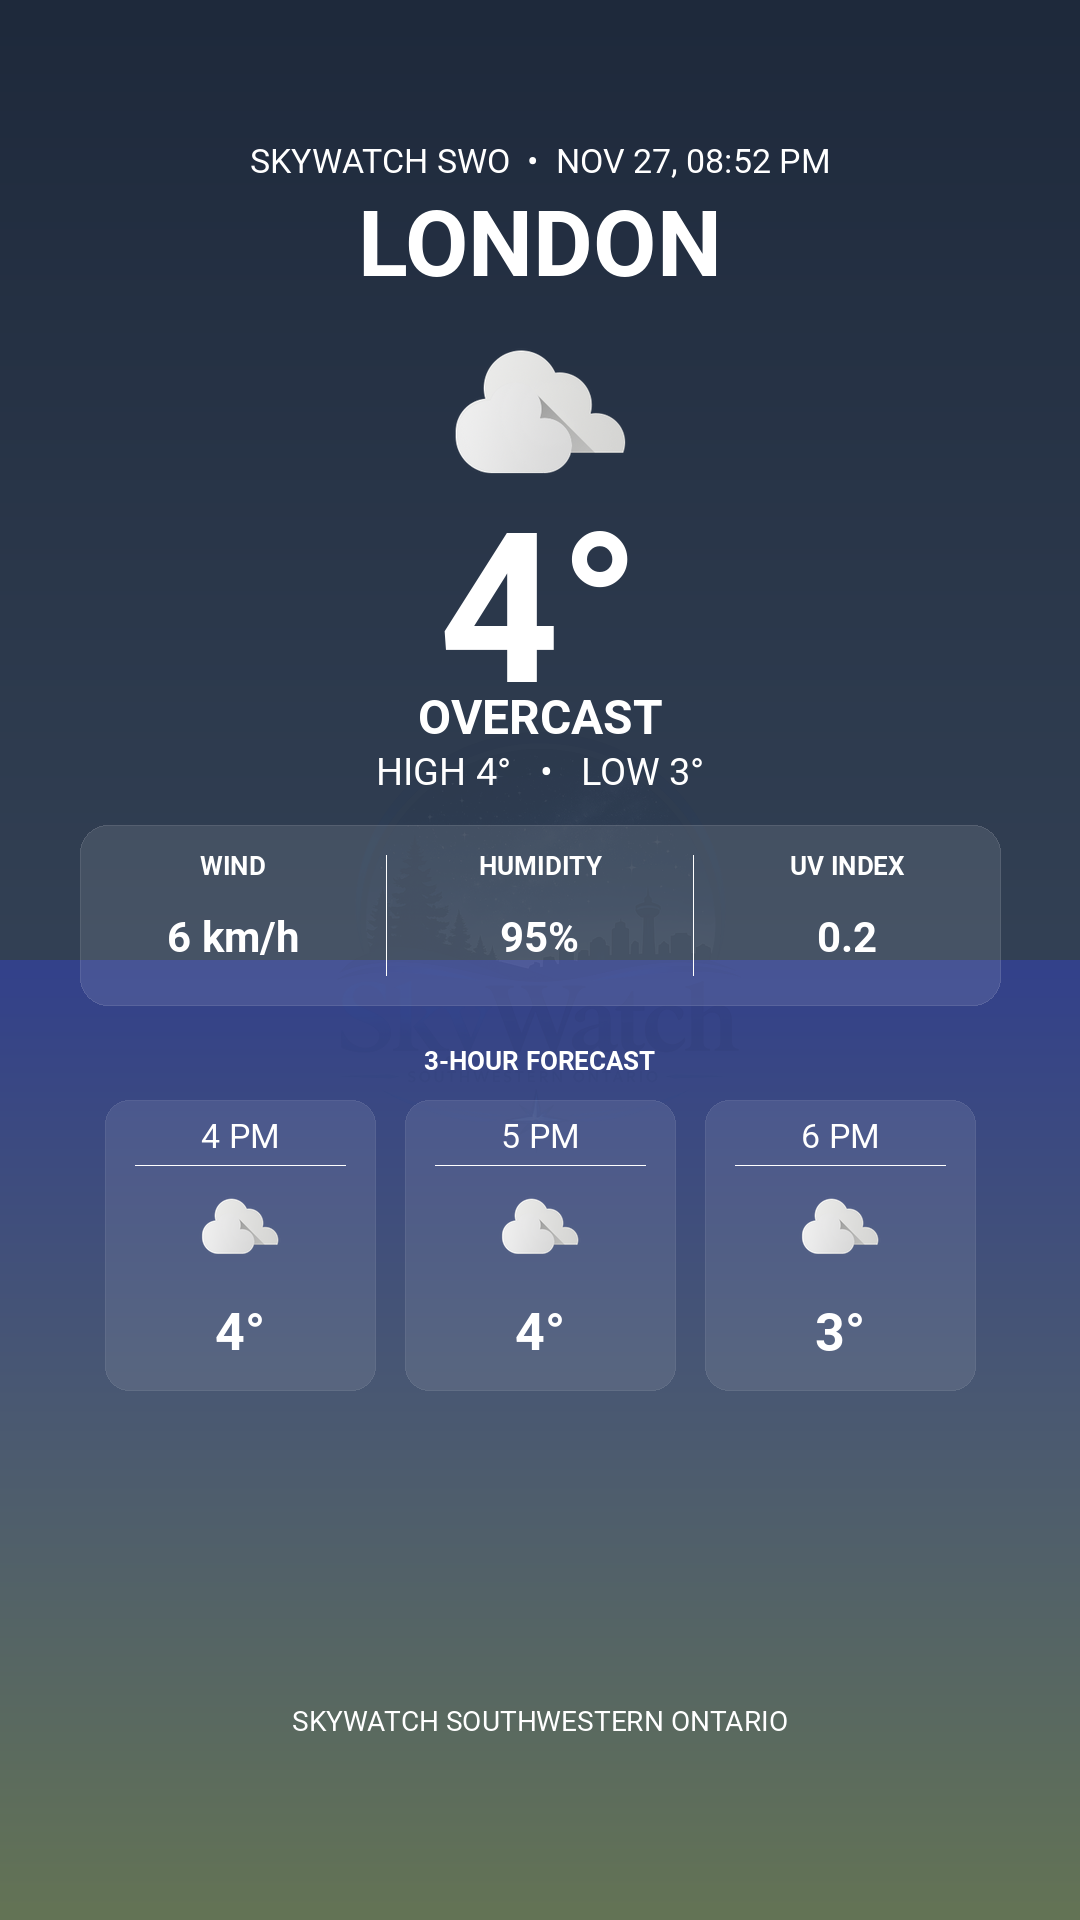 SKYWATCH SWO • NOV 27, 08:52 PM
LONDON
4°
OVERCAST
HIGH 4° • LOW 3°
WIND HUMIDITY UV INDEX
6 km/h 95% 0.2
Watch
3-HOUR FORECAST
4 PM 5 PM 6 PM
4° 4° 3°
SKYWATCH SOUTHWESTERN ONTARIO